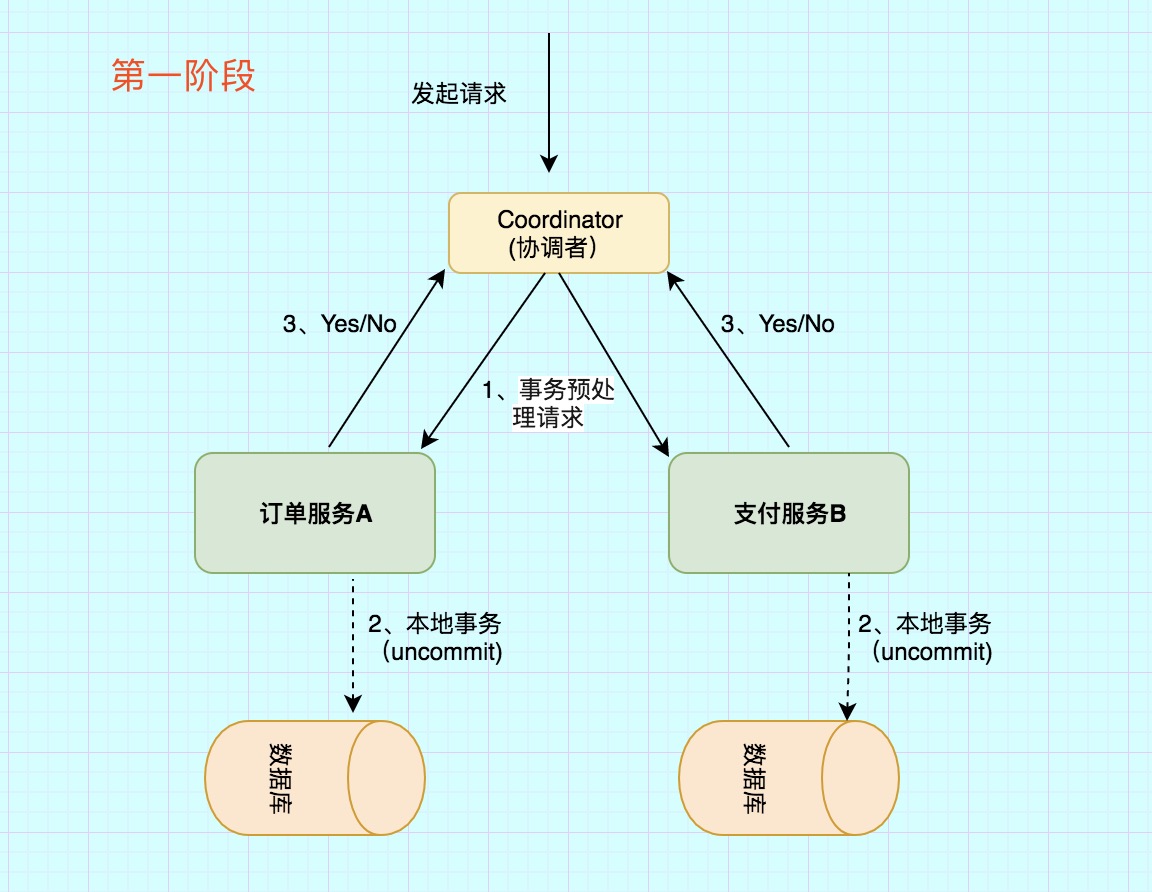 第一阶段
发起请求
Coordinator
(协调者）
3、Yes/No
3、Yes/No
1、事务预处
理请求
订单服务A
支付服务B
2、本地事务
（uncommit)
2、本地事务
（uncommit)
数据库
数据库